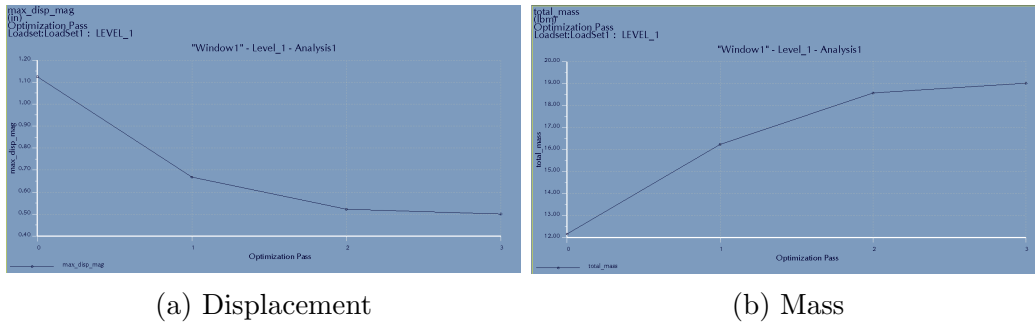 max_disp_mag
(in)
Optimization Pass
Loadset:LoadSet1 : LEVEL_1
"Window1" - Level_1 - Analysis1
1.20
1.10
1.00
0.90
0.80
0.70
0.60
0.50
0.40
max_disp_mag
0
1
2
3
Optimization Pass
max_disp_mag
(a) Displacement
total_mass
(lbm)
Optimization Pass
Loadset:LoadSet1 : LEVEL_1
"Window1" - Level_1 - Analysis1
20.00
19.00
18.00
17.00
16.00
15.00
14.00
13.00
12.00
total_mass
0
1
2
3
Optimization Pass
total_mass
(b) Mass